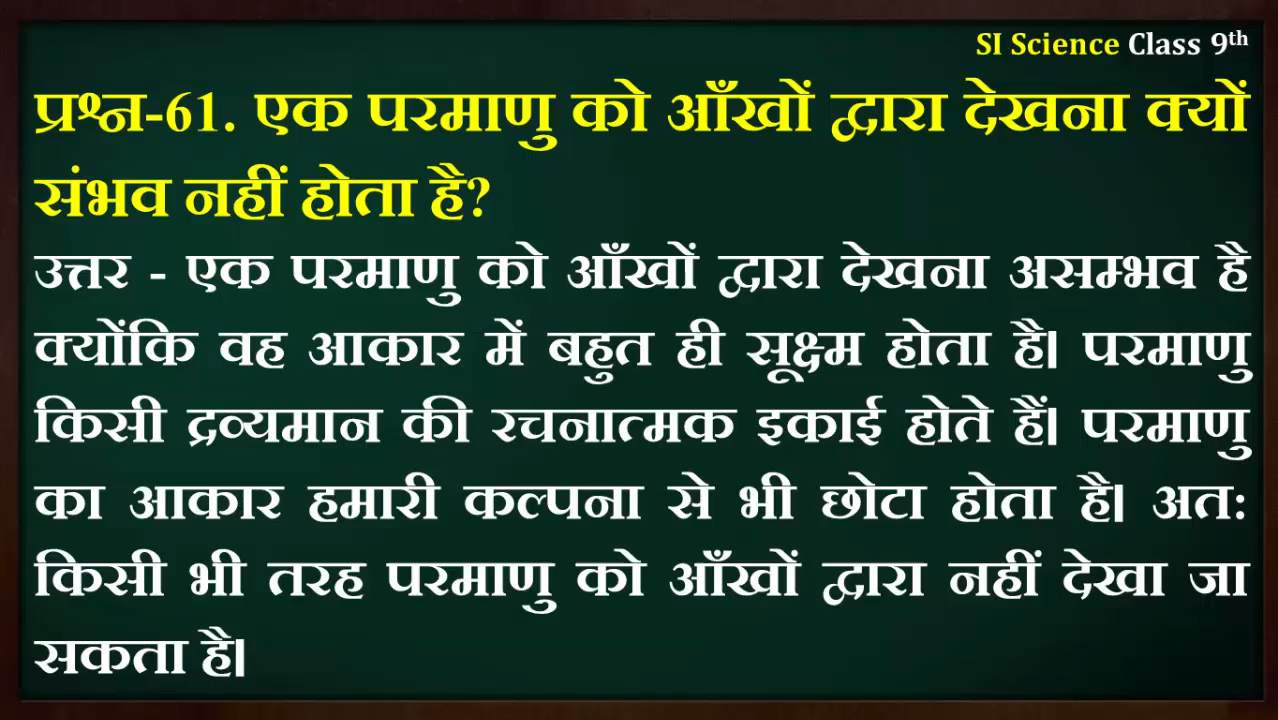 SI Science Class 9th
प्रश्न-61. एक परमाणु को आँखों द्वारा देखना क्यों
संभव नहीं होता है?
उत्तर - एक परमाणु को आँखों द्वारा देखना असम्भव है
क्योंकि वह आकार में बहुत ही सूक्ष्म होता है। परमाणु
किसी द्रव्यमान की रचनात्मक इकाई होते हैं। परमाणु
का आकार हमारी कल्पना से भी छोटा होता है। अतः
किसी भी तरह परमाणु को आँखों द्वारा नहीं देखा जा
सकता है।